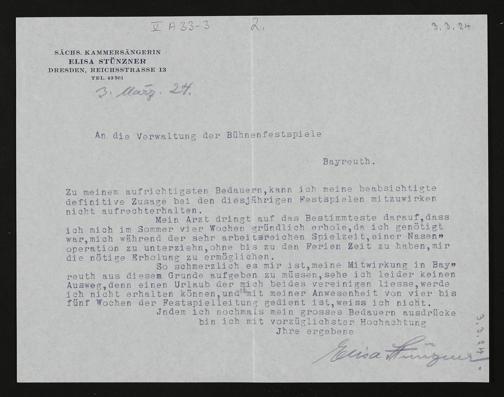 V A 33-3
2.
3.3.24.
SÄCHS. KAMMERSÄNGERIN
ELISA STÜNZNER
DRESDEN, REICHSSTRASSE 13
TEL. 43501
3. März. 24.
An die Verwaltung der Bühnenfestspiele
Bayreuth.
Zu meinem aufrichtigsten Bedauern,kann ich meine beabsichtigte
definitive Zusage bei den diesjährigen Festspielen mitzuwirken
nicht aufrechterhalten.
Mein Arzt dringt auf das Bestimmteste darauf,dass
ich mich im Sommer vier Wochen gründlich erhole,da ich genötigt
war,mich während der sehr arbeitsreichen Spielzeit,einer Nasen"
operation zu unterziehn,ohne bis zu den Ferien Zeit zu haben,mir
die nötige Erholung zu ermöglichen.
So schmerzlich es mir ist,meine Mitwirkung in Bay"
reuth aus diesem Grunde aufgeben zu müssen,sehe ich leider keinen
Ausweg,denn einen Urlaub der mich beides vereinigen liesse,werde
ich nicht erhalten können,und mit meiner Anwesenheit von vier bis
fünf Wochen der Festspielleitung gedient ist,weiss ich nicht.
Jndem ich nochmals mein grosses Bedauern ausdrücke
bin ich mit vorzüglichster Hochachtung
Jhre ergebene
Elisa Stünzner